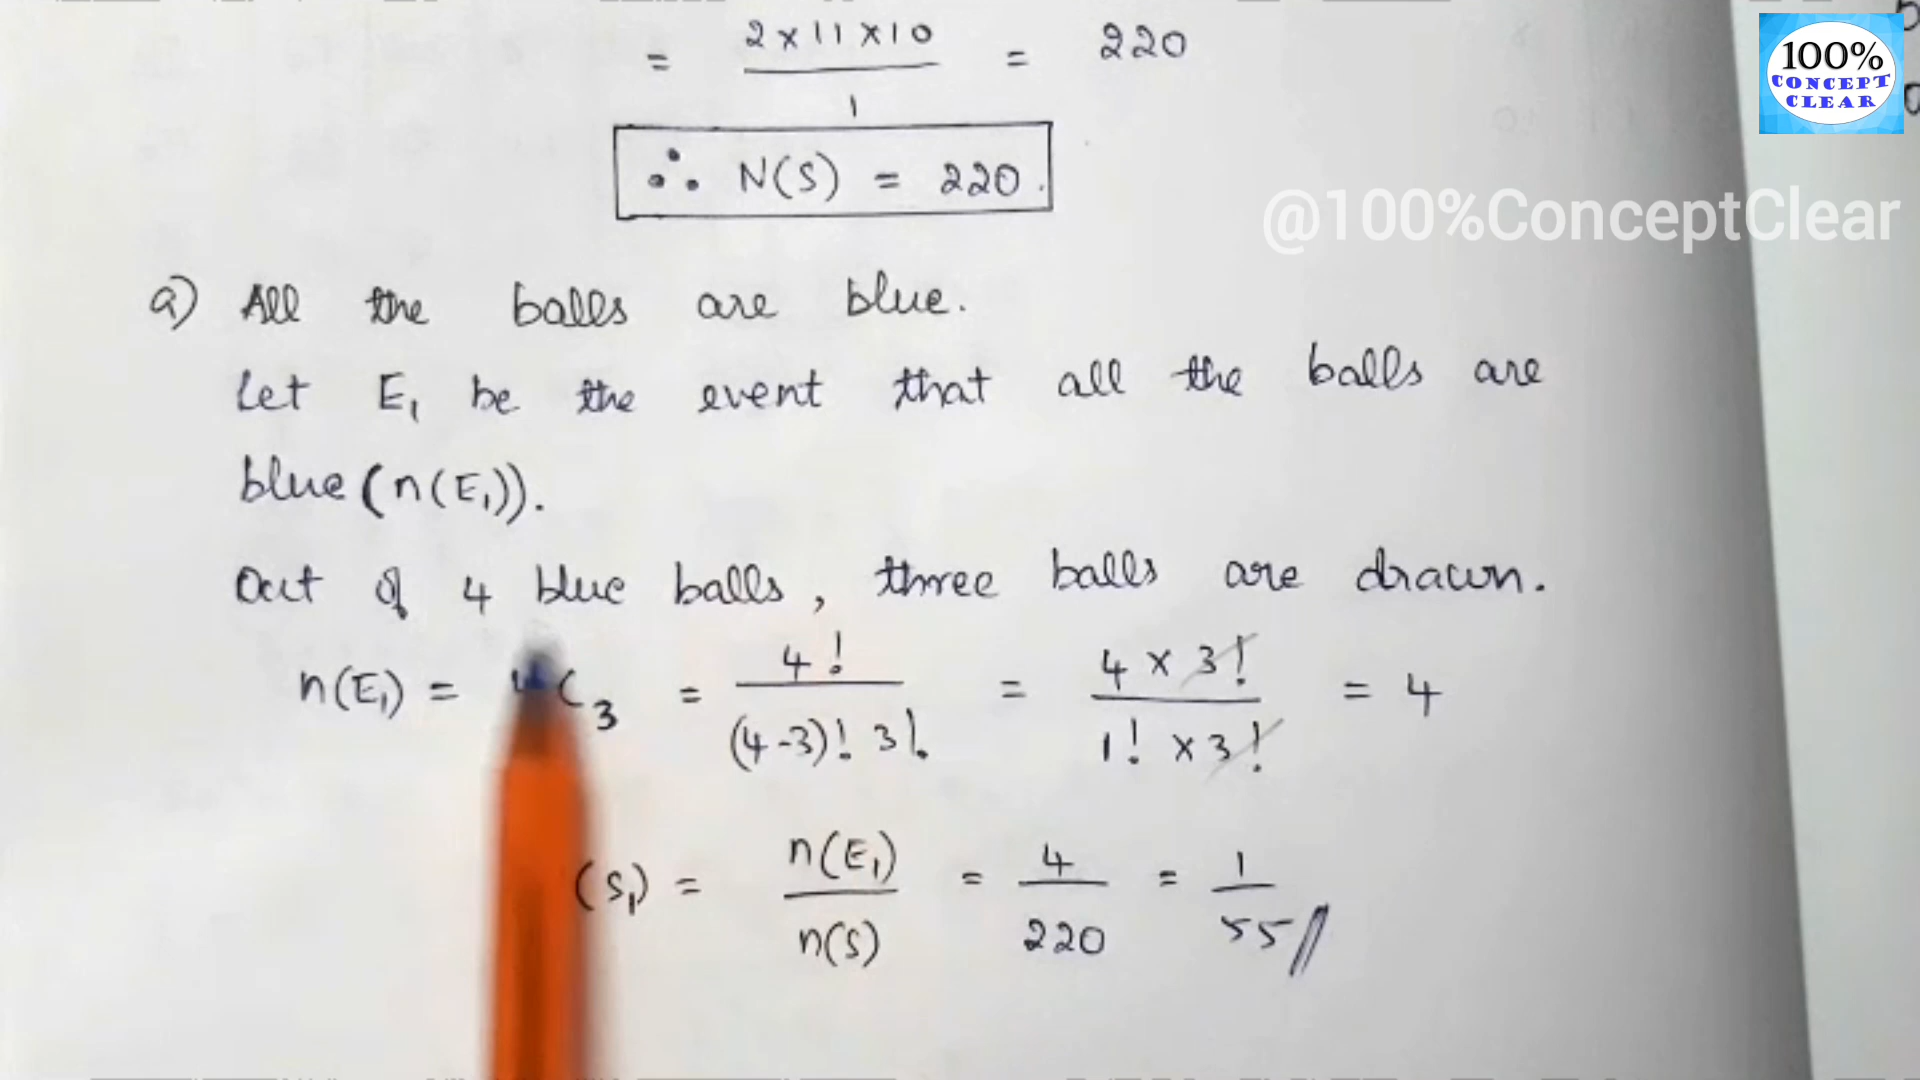 = 2 x 11 x 10 / 1 = 220
100% CONCEPT CLEAR
∴ N(S) = 220.
@100%ConceptClear
a) All the balls are blue.
Let E₁ be the event that all the balls are
blue (n(E₁)).
Out of 4 blue balls, three balls are drawn.
n(E₁) = 4C₃ = 4! / (4-3)! 3! = 4 x 3! / 1! x 3! = 4
(S₁) = n(E₁) / n(S) = 4 / 220 = 1 / 55 //